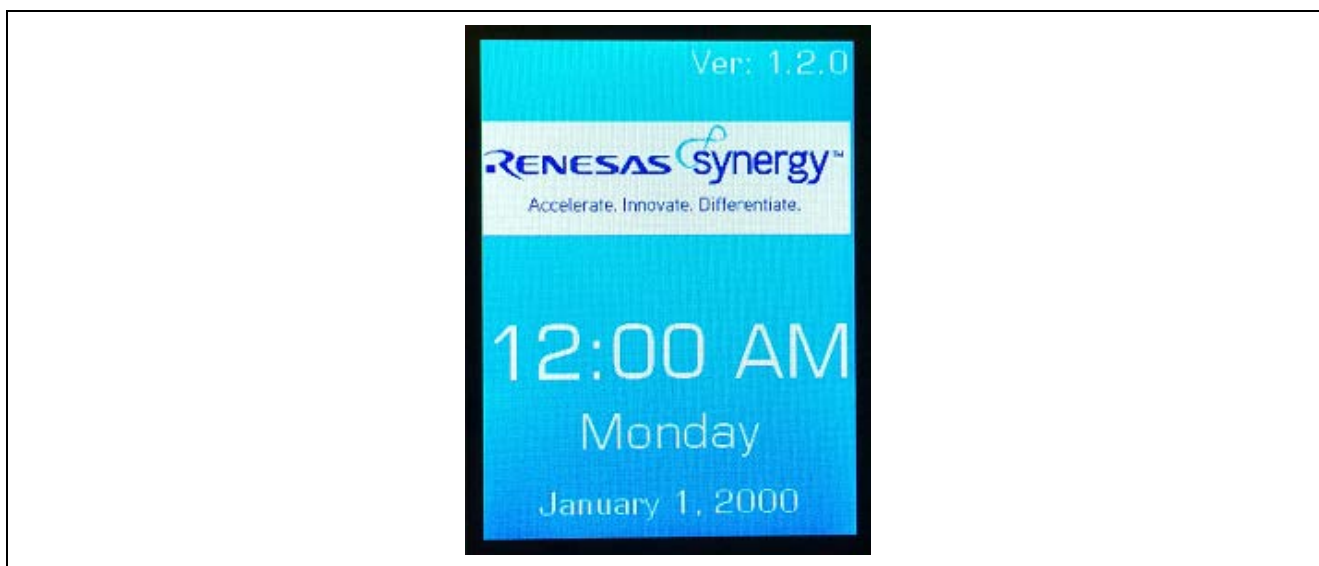 Ver: 1.2.0
RENESAS synergy™
Accelerate. Innovate. Differentiate.
12:00 AM
Monday
January 1, 2000